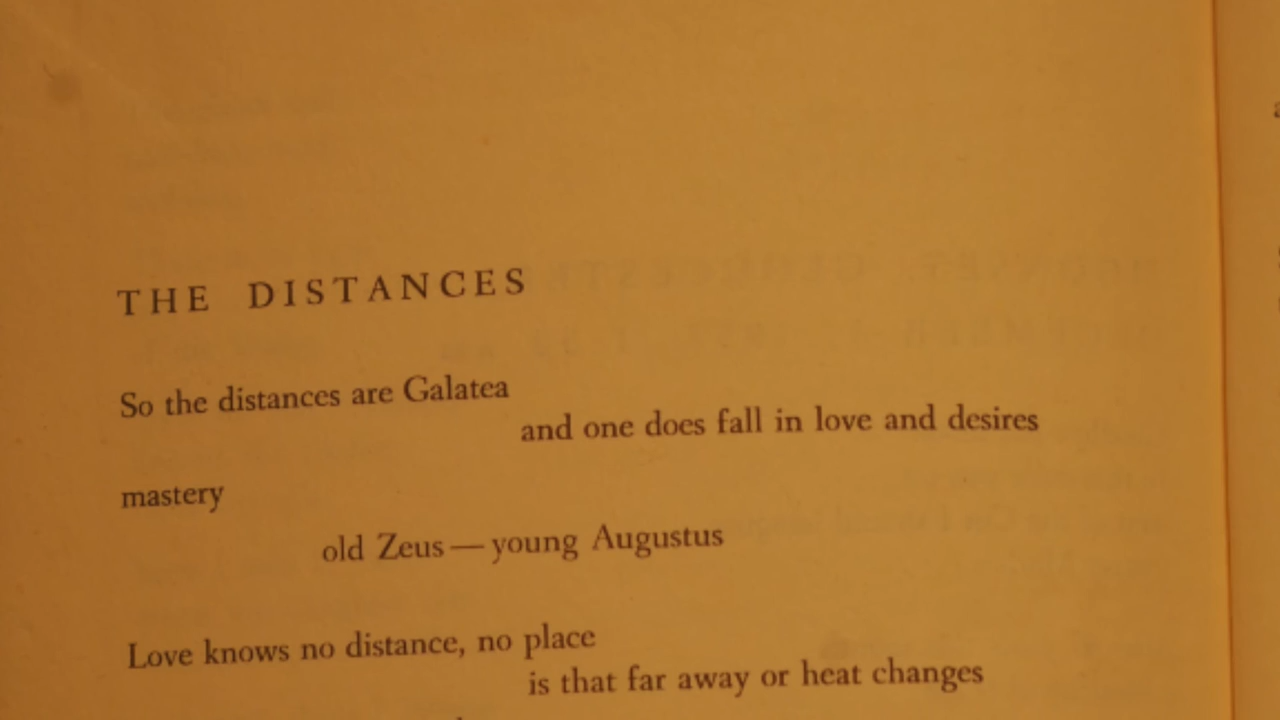 THE DISTANCES
So the distances are Galatea
and one does fall in love and desires
mastery
old Zeus — young Augustus
Love knows no distance, no place
is that far away or heat changes